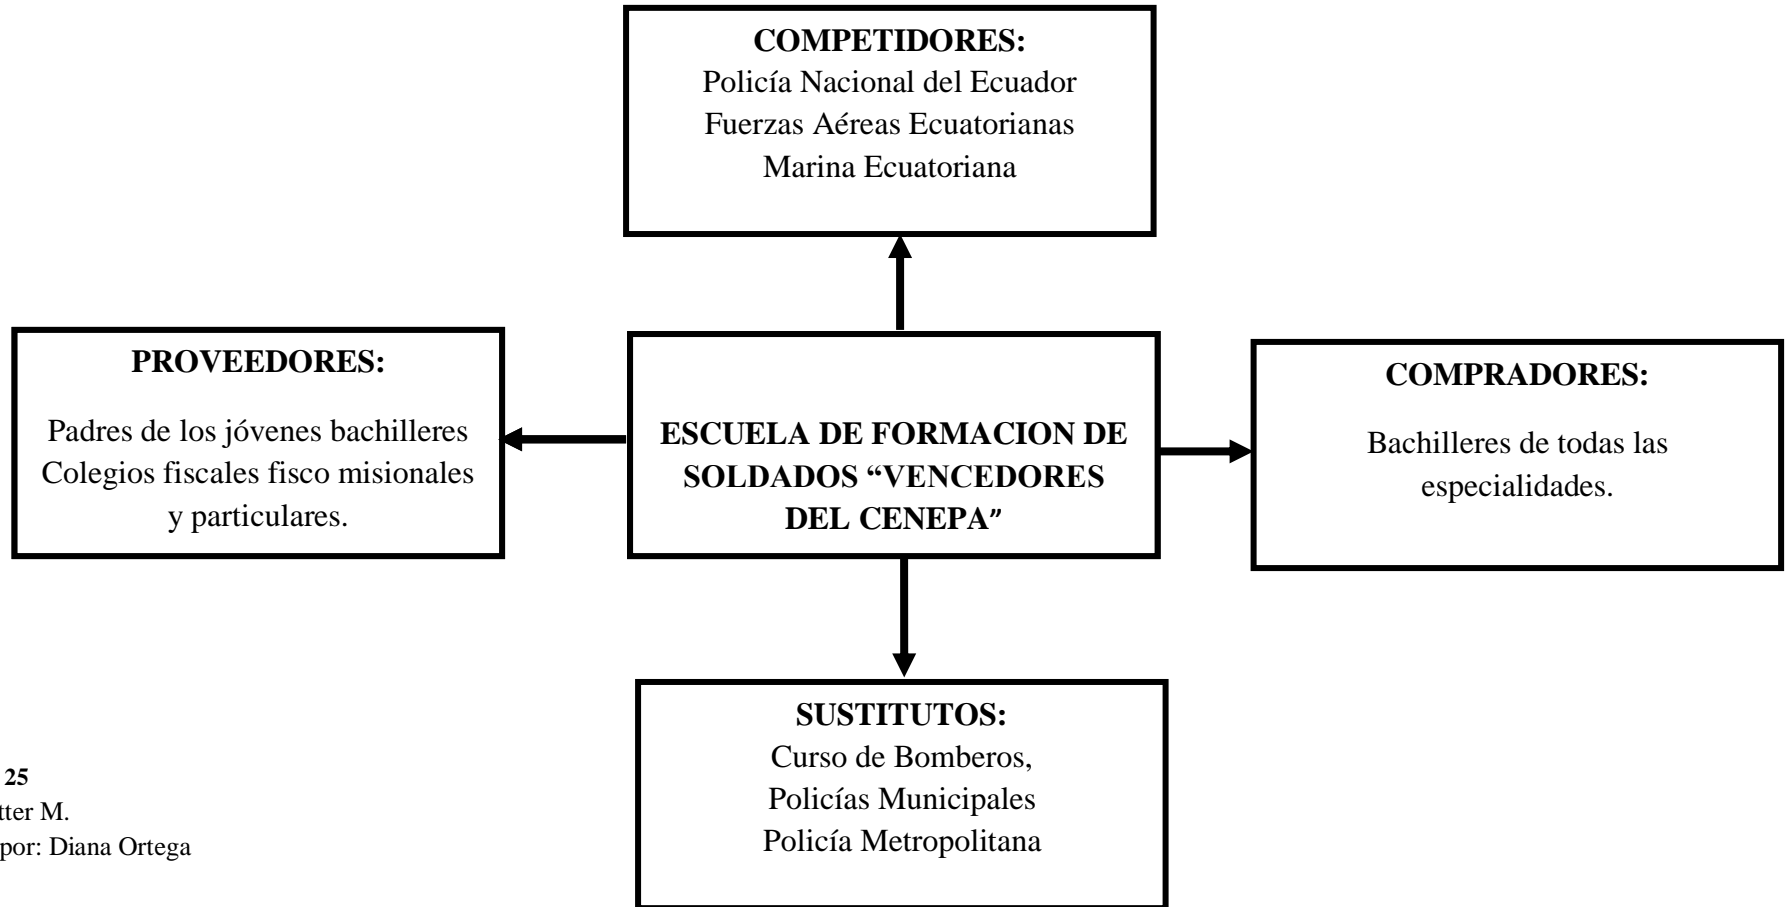 COMPETIDORES:
Policía Nacional del Ecuador
Fuerzas Aéreas Ecuatorianas
Marina Ecuatoriana
PROVEEDORES:
Padres de los jóvenes bachilleres
Colegios fiscales fisco misionales
y particulares.
ESCUELA DE FORMACION DE
SOLDADOS “VENCEDORES
DEL CENEPA”
COMPRADORES:
Bachilleres de todas las
especialidades.
SUSTITUTOS:
Curso de Bomberos,
Policías Municipales
Policía Metropolitana
25
tter M.
por: Diana Ortega